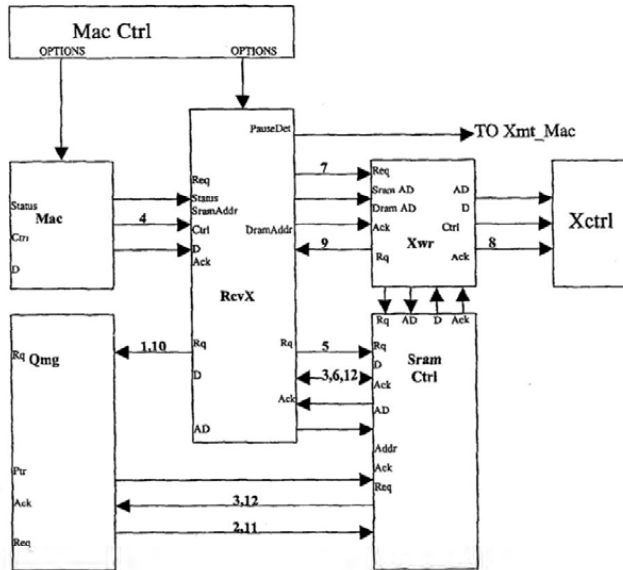 Mac Ctrl
OPTIONS OPTIONS
PauseDet
TO Xmt_Mac
Req
Status
SramAddr
Ctrl
D
Ack
DramAddr
RcvX
Rq
D
AD
Rq
Ack
Status
Mac
Ctrl
D
4
7
9
Req
Sram AD
Dram AD
Ack
Xwr
Rq
AD
D
Ctrl
Ack
8
Xctrl
Rq AD D Ack
Rq
Qmg
Ptr
Ack
Req
1,10
5
3,6,12
Rq
D
Ack
AD
Addr
Ack
Req
Sram
Ctrl
3,12
2,11